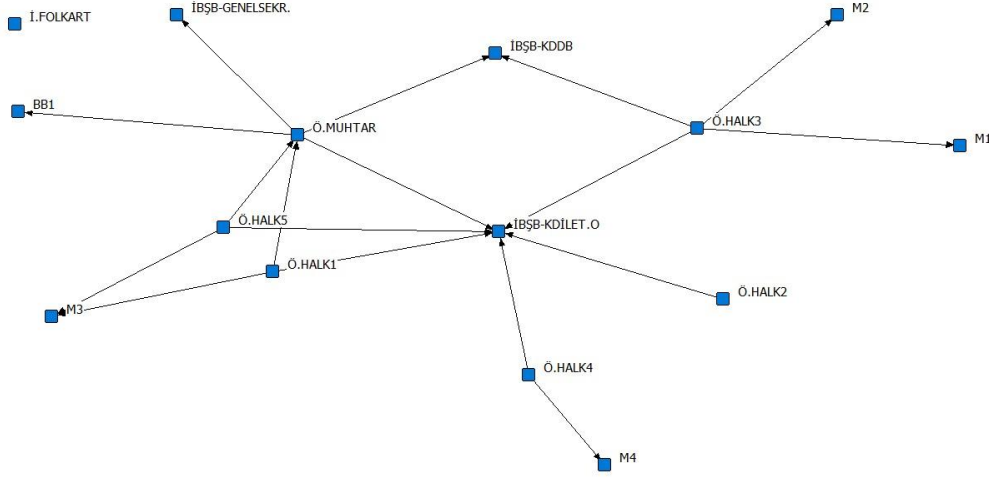 İ.FOLKART
İBŞB-GENELSEKR.
M2
İBŞB-KDDB
BB1
Ö.MUHTAR
Ö.HALK3
M1
Ö.HALK5
İBŞB-KDİLET.O
Ö.HALK1
M3
Ö.HALK2
Ö.HALK4
M4